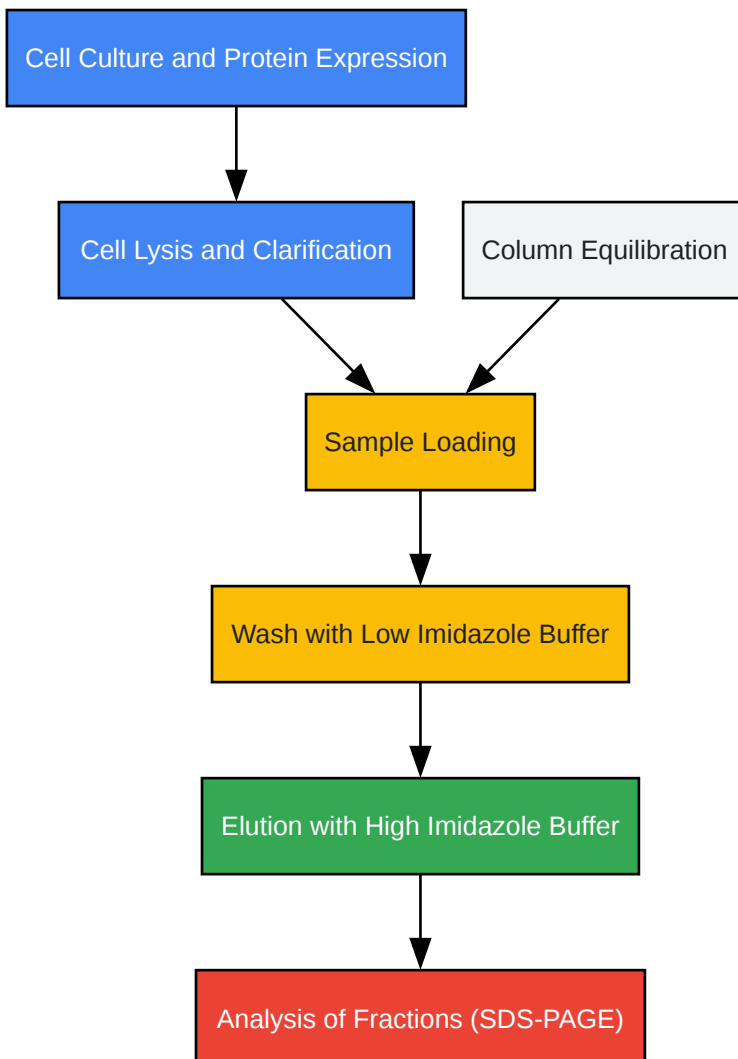 Cell Culture and Protein Expression
Cell Lysis and Clarification
Column Equilibration
Sample Loading
Wash with Low Imidazole Buffer
Elution with High Imidazole Buffer
Analysis of Fractions (SDS-PAGE)